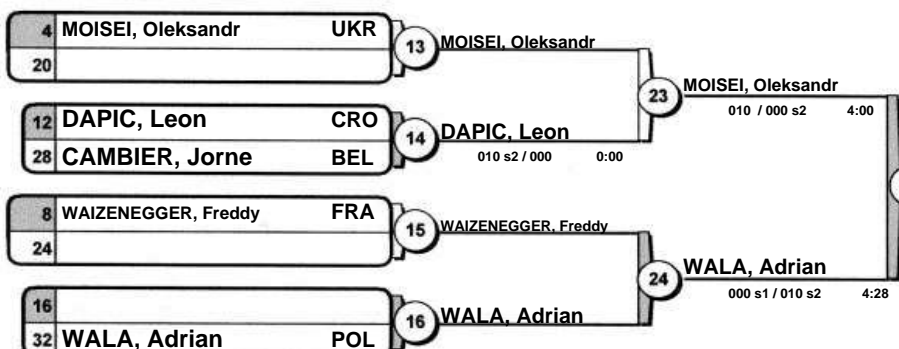 4 MOISEI, Oleksandr UKR
20
13
MOISEI, Oleksandr
12 DAPIC, Leon CRO
28 CAMBIER, Jorne BEL
14
DAPIC, Leon
010 s2 / 000 0:00
23
MOISEI, Oleksandr
010 / 000 s2 4:00
8 WAIZENEGGER, Freddy FRA
24
15
WAIZENEGGER, Freddy
16
32 WALA, Adrian POL
16
WALA, Adrian
24
WALA, Adrian
000 s1 / 010 s2 4:28